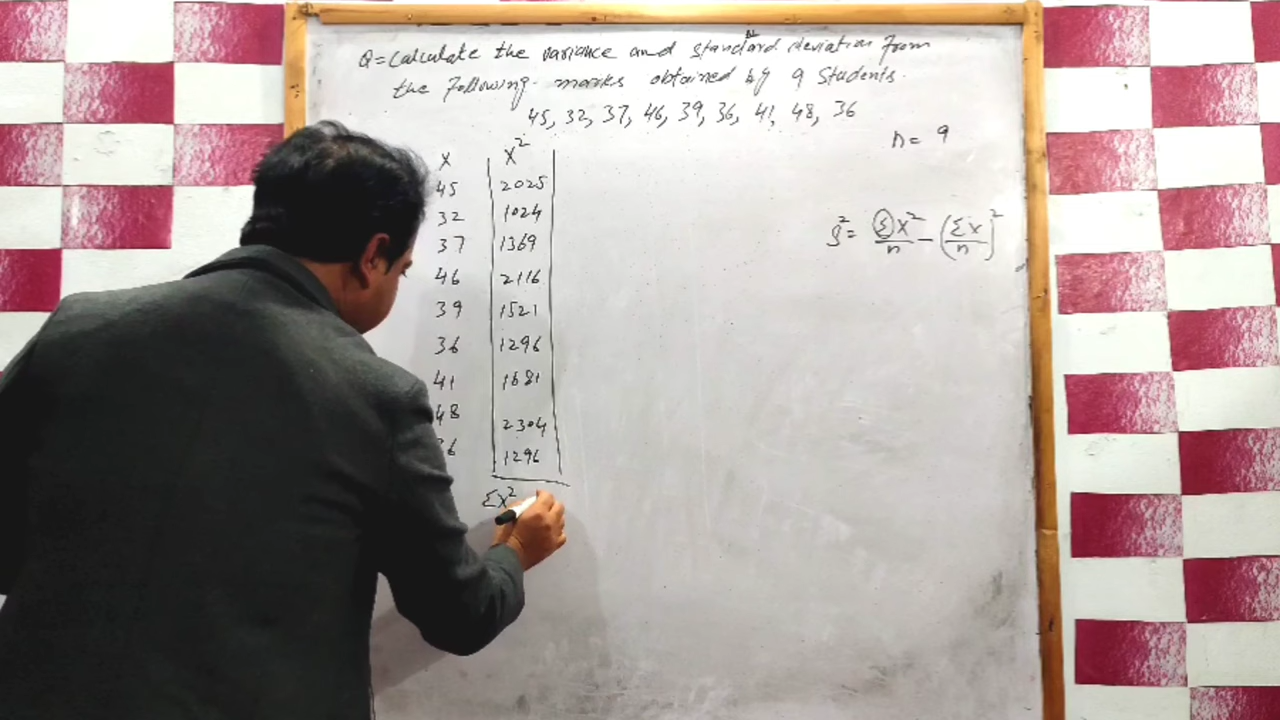 Q= Calculate the variance and standard deviation from
the following marks obtained by 9 Students.
45, 32, 37, 46, 39, 36, 41, 48, 36
n = 9
X X²
45 2025
32 1024
37 1369
46 2116
39 1521
36 1296
41 1681
48 2304
6 1296
ΣX²
S² = ΣX²/n - (Σx/n)²